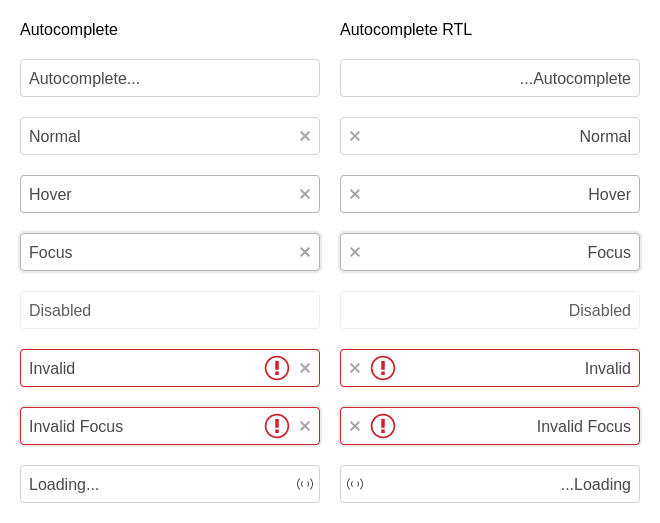 Autocomplete
Autocomplete...
Normal
Hover
Focus
Disabled
Invalid
Invalid Focus
Loading...
Autocomplete RTL
...Autocomplete
Normal
Hover
Focus
Disabled
Invalid
Invalid Focus
...Loading